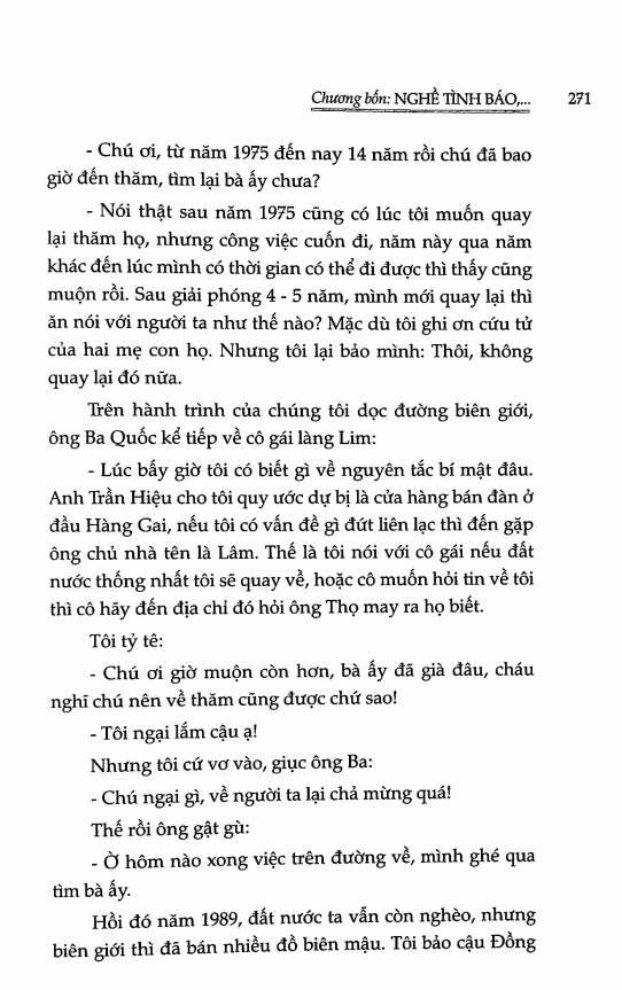 Chương bốn: NGHỀ TÌNH BÁO,... 271
- Chú ơi, từ năm 1975 đến nay 14 năm rồi chú đã bao
giờ đến thăm, tìm lại bà ấy chưa?
- Nói thật sau năm 1975 cũng có lúc tôi muốn quay
lại thăm họ, nhưng công việc cuốn đi, năm này qua năm
khác đến lúc mình có thời gian có thể đi được thì thấy cũng
muộn rồi. Sau giải phóng 4 - 5 năm, mình mới quay lại thì
ăn nói với người ta như thế nào? Mặc dù tôi ghi ơn cứu tử
của hai mẹ con họ. Nhưng tôi lại bảo mình: Thôi, không
quay lại đó nữa.
Trên hành trình của chúng tôi dọc đường biên giới,
ông Ba Quốc kể tiếp về cô gái làng Lim:
- Lúc bấy giờ tôi có biết gì về nguyên tắc bí mật đâu.
Anh Trần Hiệu cho tôi quy ước dự bị là cửa hàng bán đàn ở
đầu Hàng Gai, nếu tôi có vấn đề gì đứt liên lạc thì đến gặp
ông chủ nhà tên là Lâm. Thế là tôi nói với cô gái nếu đất
nước thống nhất tôi sẽ quay về, hoặc cô muốn hỏi tin về tôi
thì cô hãy đến địa chỉ đó hỏi ông Thọ may ra họ biết.
Tôi tỷ tê:
- Chú ơi giờ muộn còn hơn, bà ấy đã già đâu, cháu
nghĩ chú nên về thăm cũng được chứ sao!
- Tôi ngại lắm cậu ạ!
Nhưng tôi cứ vơ vào, giục ông Ba:
- Chú ngại gì, về người ta lại chả mừng quá!
Thế rồi ông gật gù:
- Ờ hôm nào xong việc trên đường về, mình ghé qua
tìm bà ấy.
Hồi đó năm 1989, đất nước ta vẫn còn nghèo, nhưng
biên giới thì đã bán nhiều đồ biên mậu. Tôi bảo cậu Đồng